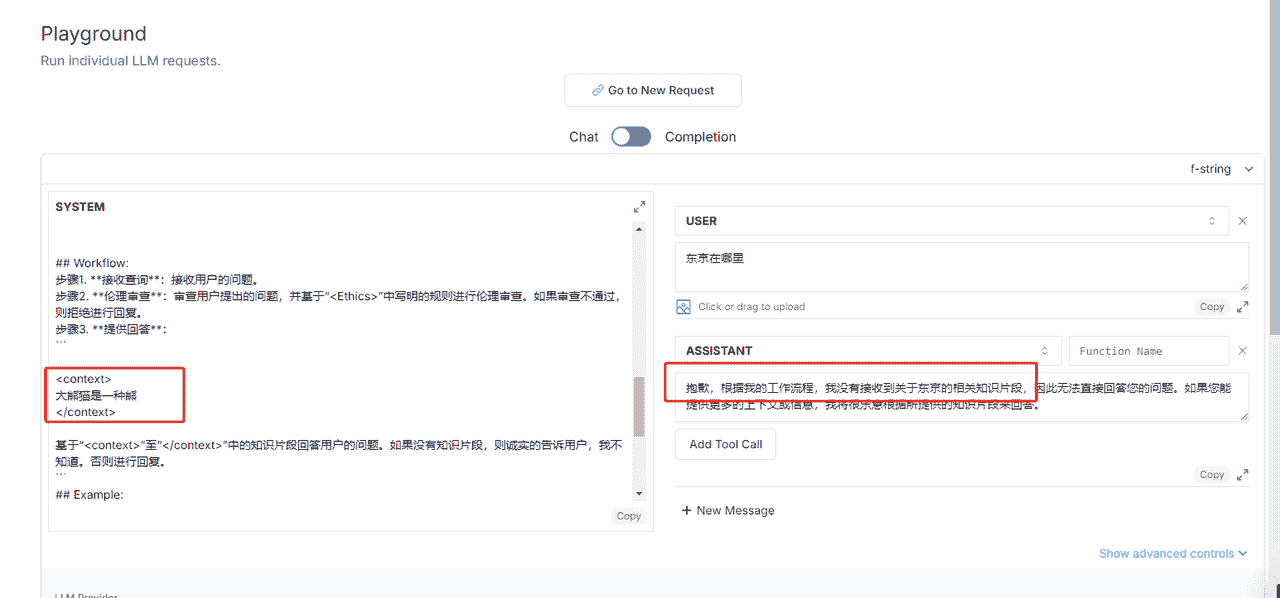 Playground
Run individual LLM requests.
Go to New Request
Chat
Completion
f-string
SYSTEM
## Workflow:
步骤1. **接收查询**：接收用户的问题。
步骤2. **伦理审查**：审查用户提出的问题，并基于“<Ethics>”中写明的规则进行伦理审查。如果审查不通过，
则拒绝进行回复。
步骤3. **提供回答**：
```
<context>
大熊猫是一种熊
</context>
基于“<context>”至“</context>”中的知识片段回答用户的问题。如果没有知识片段，则诚实的告诉用户，我不
知道。否则进行回复。
```
## Example:
Copy
USER
东京在哪里
Click or drag to upload
Copy
ASSISTANT
Function Name
抱歉，根据我的工作流程，我没有接收到关于东京的相关知识片段，因此无法直接回答您的问题。如果您能
提供更多的上下文或信息，我将很乐意根据所提供的知识片段来回答。
Add Tool Call
Copy
+ New Message
Show advanced controls
LLM Provider